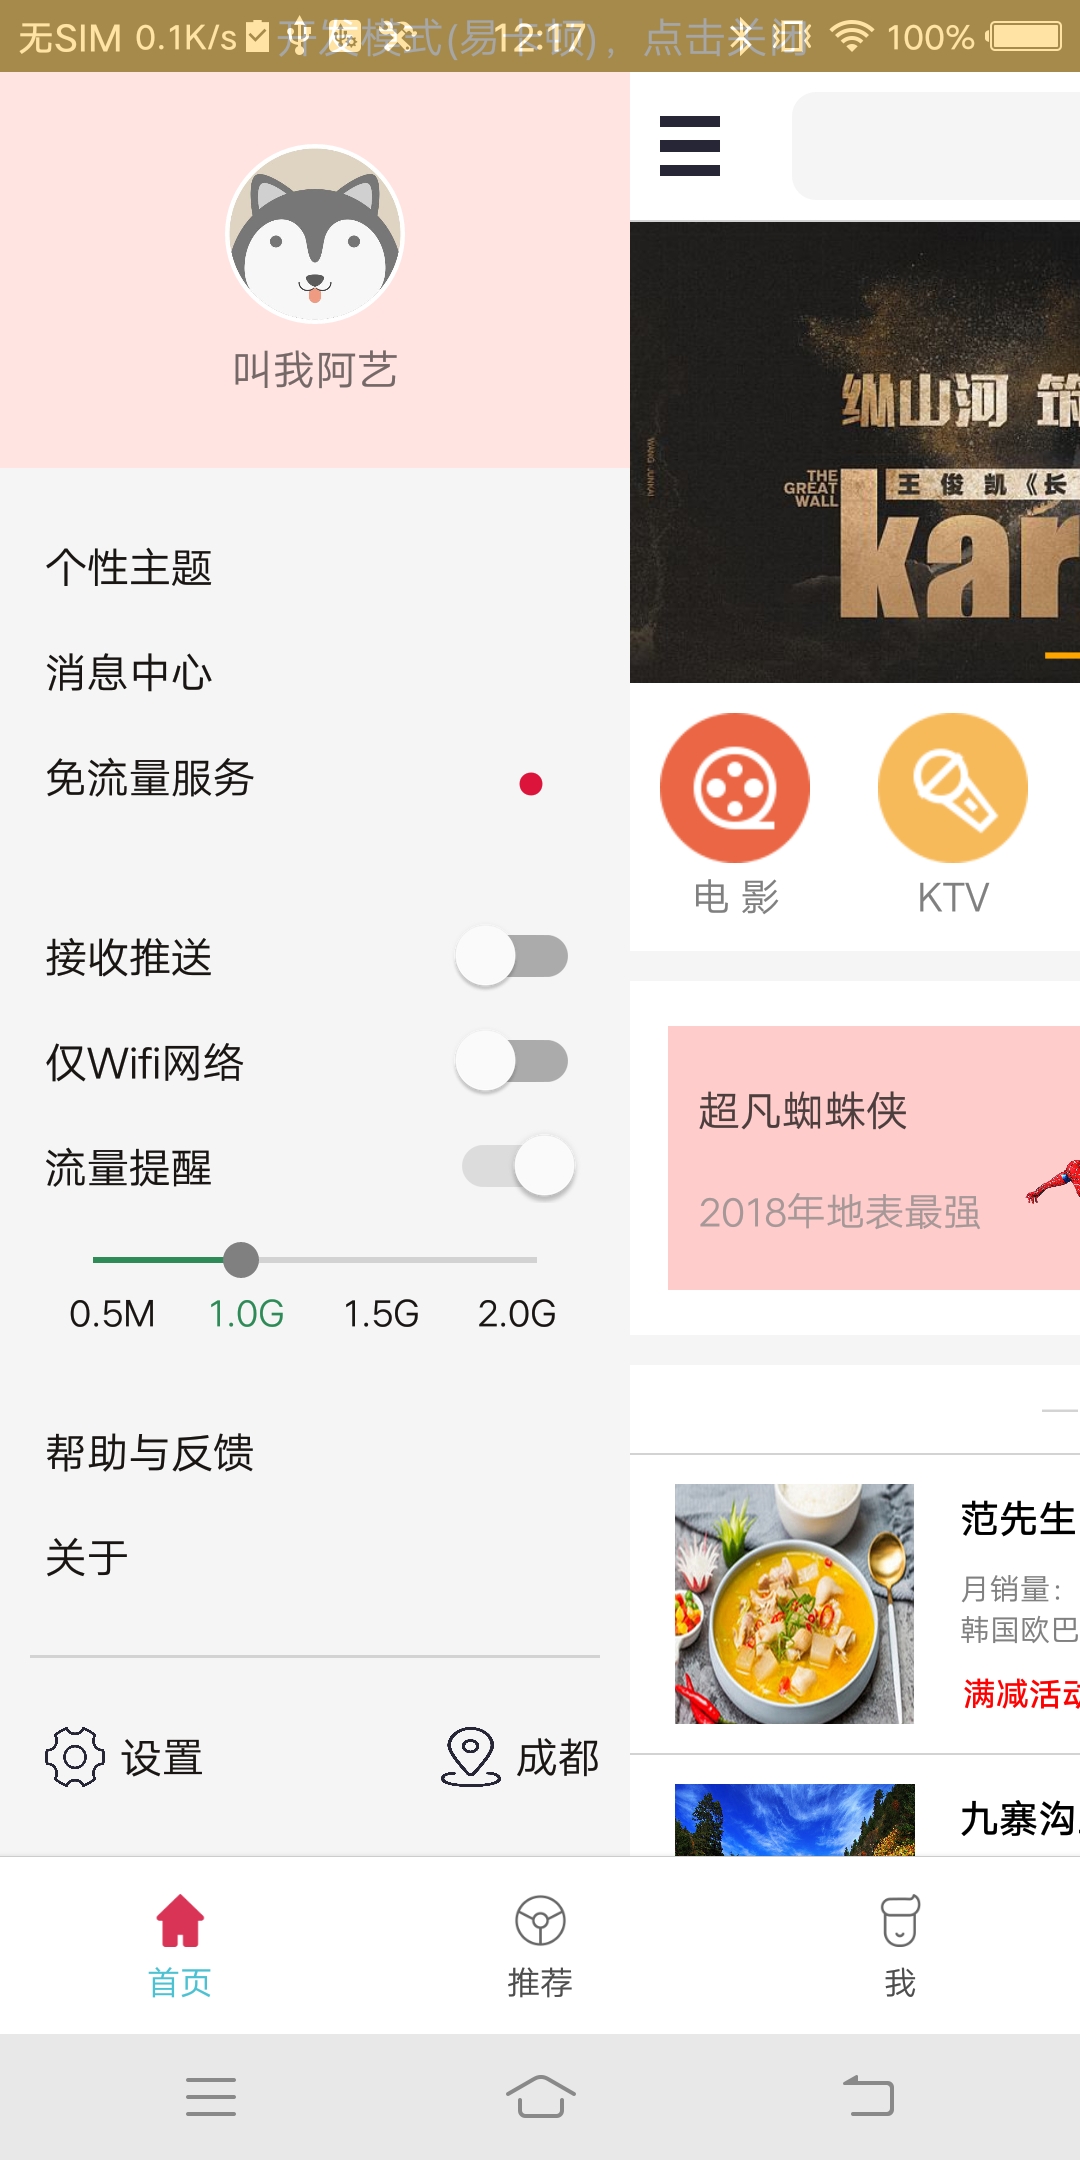 无SIM 0.1K/s 12:17 100%
开发模式(易卡顿)，点击关闭
叫我阿艺
个性主题
消息中心
免流量服务
接收推送
仅Wifi网络
流量提醒
0.5M 1.0G 1.5G 2.0G
帮助与反馈
关于
设置 成都
纵山河 筑
WANG JUNKAI
THE
GREAT
WALL
王俊凯《长
kar
电影 KTV
超凡蜘蛛侠
2018年地表最强
范先生
月销量：
韩国欧巴
满减活动
九寨沟
首页 推荐 我